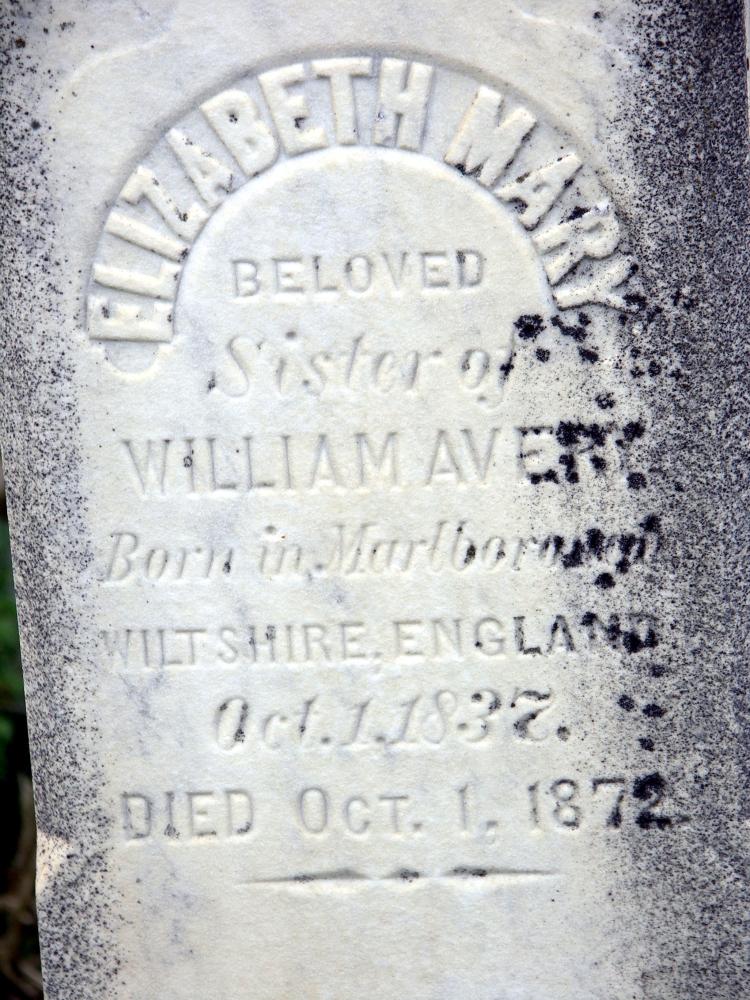 ELIZABETH MARY
BELOVED
Sister of
WILLIAM AVERY
Born in Marlborough
WILTSHIRE, ENGLAND
Oct. 1. 1837.
DIED OCT. 1, 1872